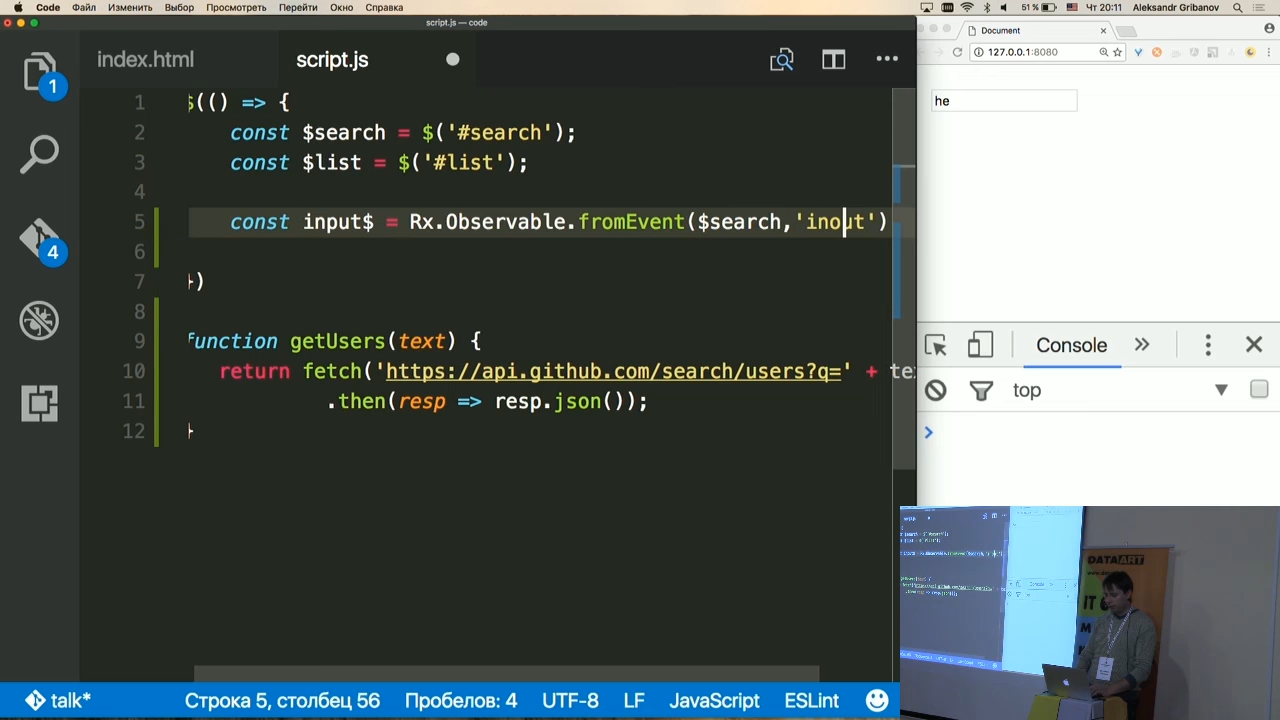 Code Файл Изменить Выбор Просмотреть Перейти Окно Справка
51 % Чт 20:11 Aleksandr Gribanov
script.js — code
index.html
script.js
Document
127.0.0.1:8080
he
1 $(() => {
2 const $search = $('#search');
3 const $list = $('#list');
4
5 const input$ = Rx.Observable.fromEvent($search,'inout')
6
7 })
8
9 function getUsers(text) {
10 return fetch('https://api.github.com/search/users?q=' + te
11 .then(resp => resp.json());
12 }
1
4
Console
top
DATAART
IT
M
talk* Строка 5, столбец 56 Пробелов: 4 UTF-8 LF JavaScript ESLint